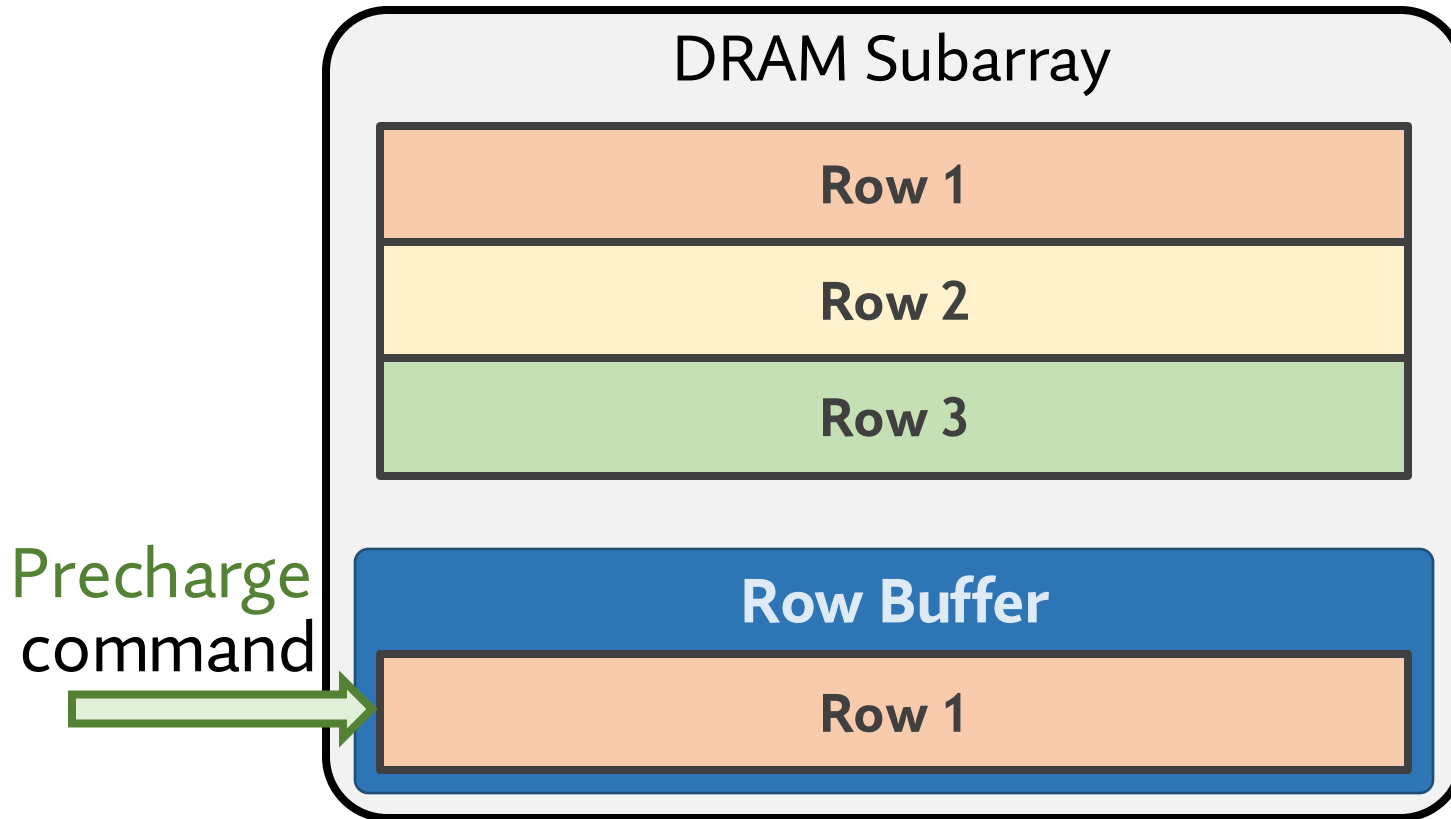 DRAM Subarray
Row 1
Row 2
Row 3
Precharge
command
Row Buffer
Row 1